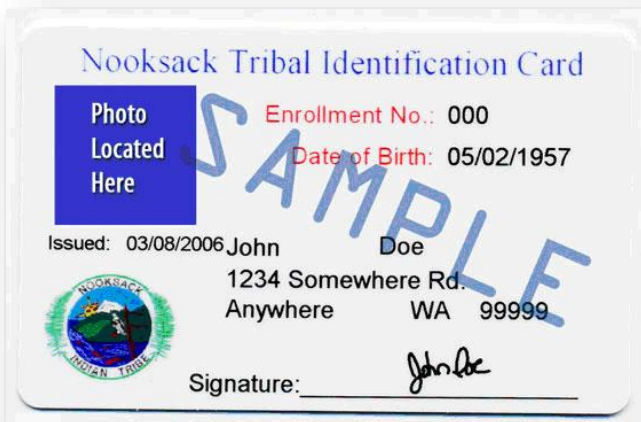 Nooksack Tribal Identification Card
Photo
Located
Here
Enrollment No.: 000
Date of Birth: 05/02/1957
SAMPLE
Issued: 03/08/2006
John Doe
1234 Somewhere Rd.
Anywhere WA 99999
NOOKSACK
INDIAN TRIBE
Signature: John Doe